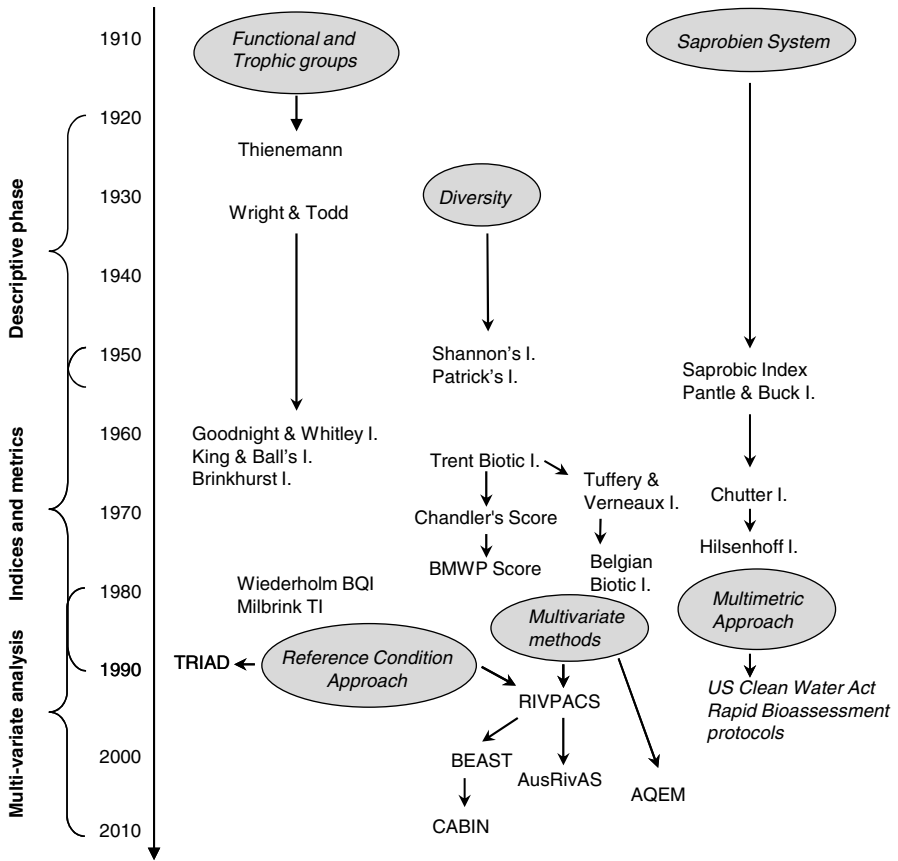 1910
1920
1930
1940
1950
1960
1970
1980
1990
2000
2010
Descriptive phase
Indices and metrics
Multi-variate analysis
Functional and
Trophic groups
Thienemann
Wright & Todd
Goodnight & Whitley I.
King & Ball's I.
Brinkhurst I.
Wiederholm BQI
Milbrink TI
Diversity
Shannon's I.
Patrick's I.
Trent Biotic I.
Chandler's Score
BMWP Score
Tuffery &
Verneaux I.
Belgian
Biotic I.
Saprobien System
Saprobic Index
Pantle & Buck I.
Chutter I.
Hilsenhoff I.
Multimetric
Approach
US Clean Water Act
Rapid Bioassessment
protocols
Multivariate
methods
Reference Condition
Approach
TRIAD
RIVPACS
BEAST
AusRivAS
AQEM
CABIN